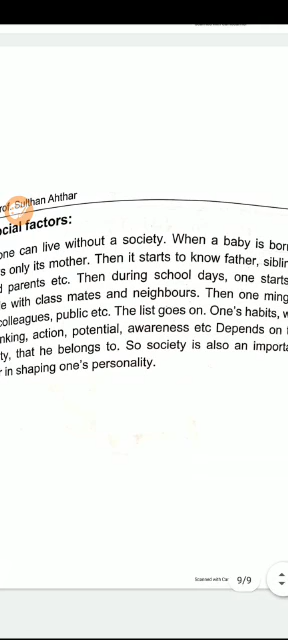 rof. Sulthan Ahthar
cial factors:
one can live without a society. When a baby is born
s only its mother. Then it starts to know father, siblin
d parents etc. Then during school days, one starts
e with class mates and neighbours. Then one ming
colleagues, public etc. The list goes on. One's habits, w
nking, action, potential, awareness etc Depends on t
ty, that he belongs to. So society is also an importa
r in shaping one's personality.
Scanned with Car
9/9